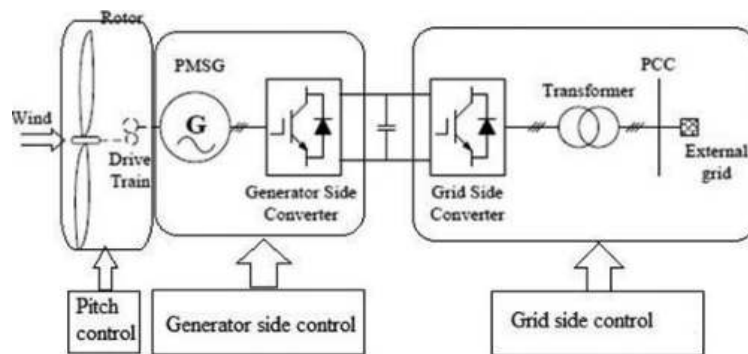 Rotor
PMSG
PCC
Transformer
Wind
G
Drive
Train
External
grid
Generator Side
Converter
Grid Side
Converter
Pitch
control
Generator side control
Grid side control